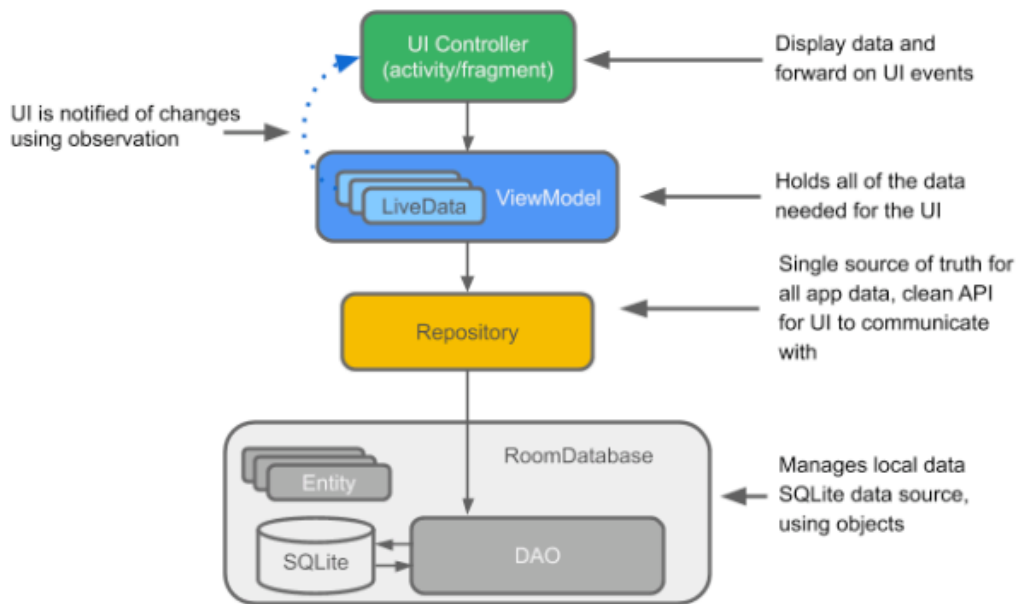 UI Controller
(activity/fragment)
Display data and
forward on UI events
UI is notified of changes
using observation
LiveData
ViewModel
Holds all of the data
needed for the UI
Single source of truth for
all app data, clean API
for UI to communicate
with
Repository
RoomDatabase
Entity
Manages local data
SQLite data source,
using objects
SQLite
DAO